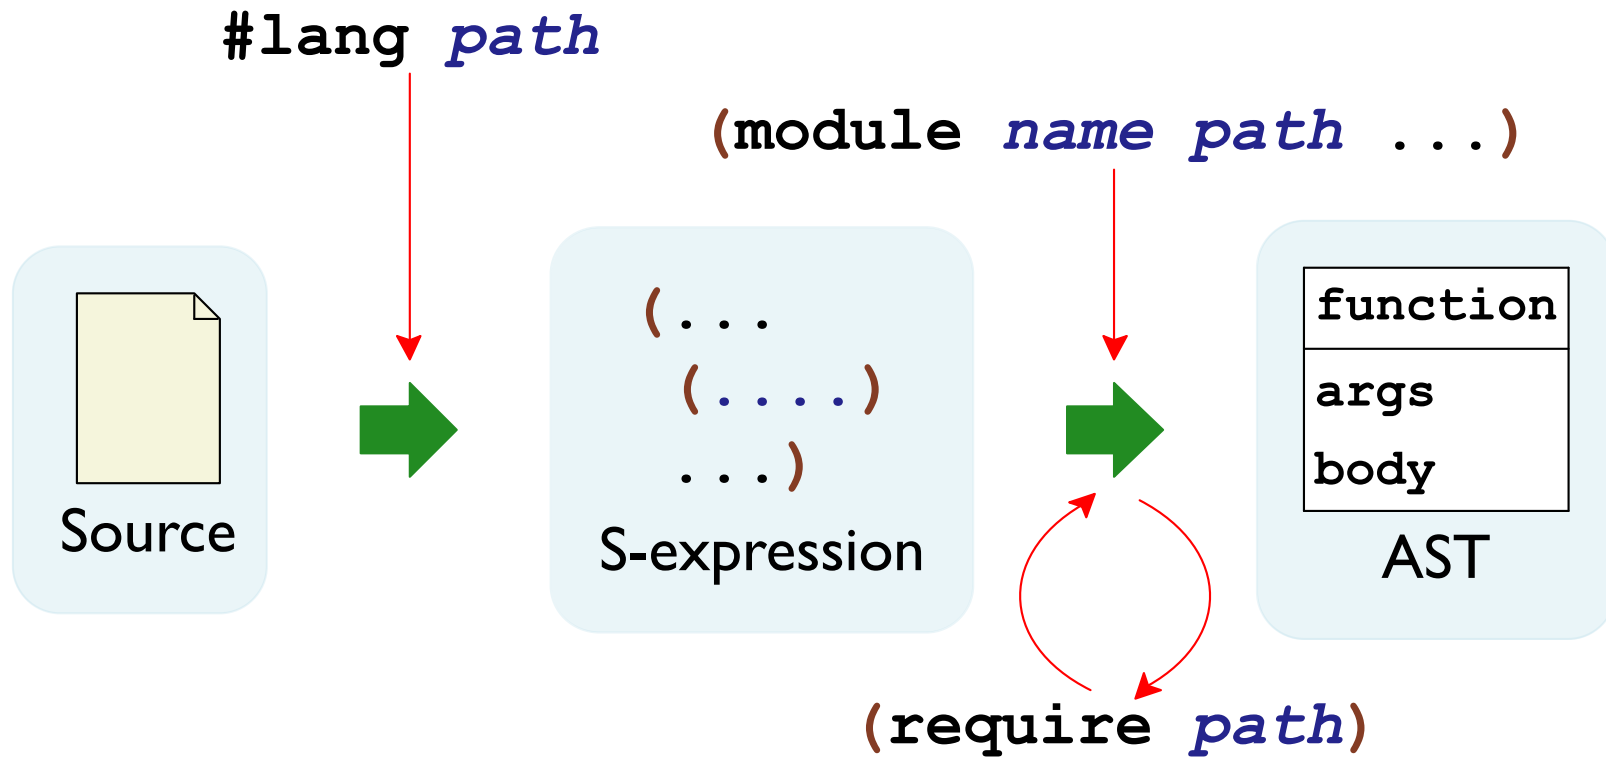 #lang path
(module name path ...)
(...
(....)
...)
function
args
body
Source
S-expression
AST
(require path)